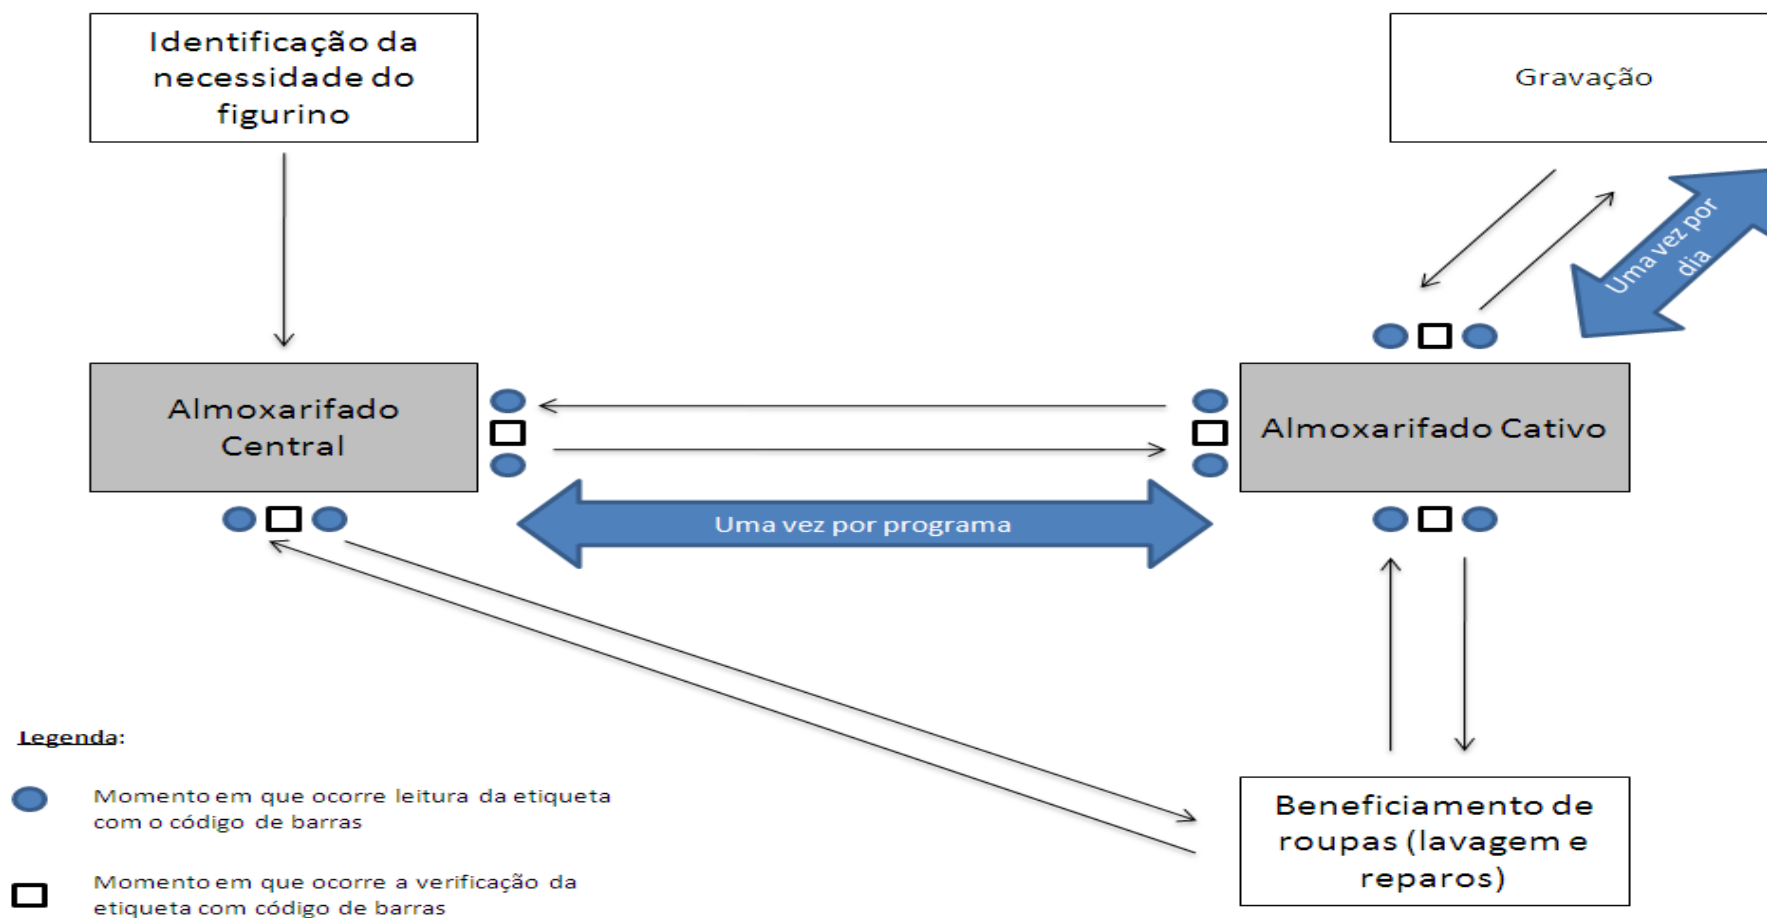 Identificação da
necessidade do
figurino
Gravação
Uma vez por
dia
Almoxarifado
Central
Almoxarifado Cativo
Uma vez por programa
Legenda:
Momento em que ocorre leitura da etiqueta
com o código de barras
Momento em que ocorre a verificação da
etiqueta com código de barras
Beneficiamento de
roupas (lavagem e
reparos)